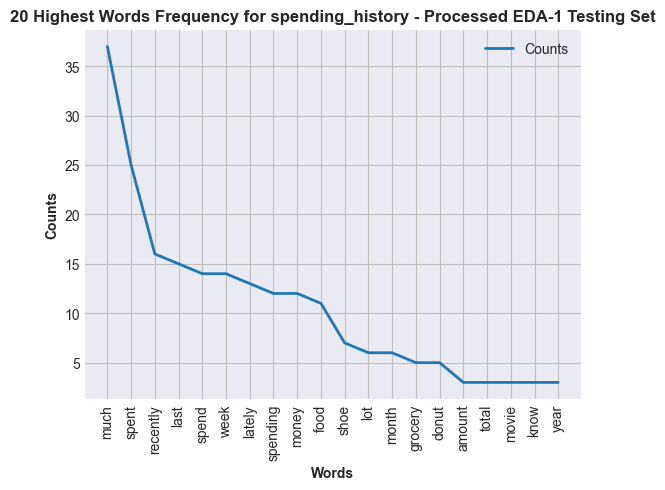 20 Highest Words Frequency for spending_history - Processed EDA-1 Testing Set
Counts
35
30
25
20
15
10
5
Counts
much
spent
recently
last
spend
week
lately
spending
money
food
shoe
lot
month
grocery
donut
amount
total
movie
know
year
Words